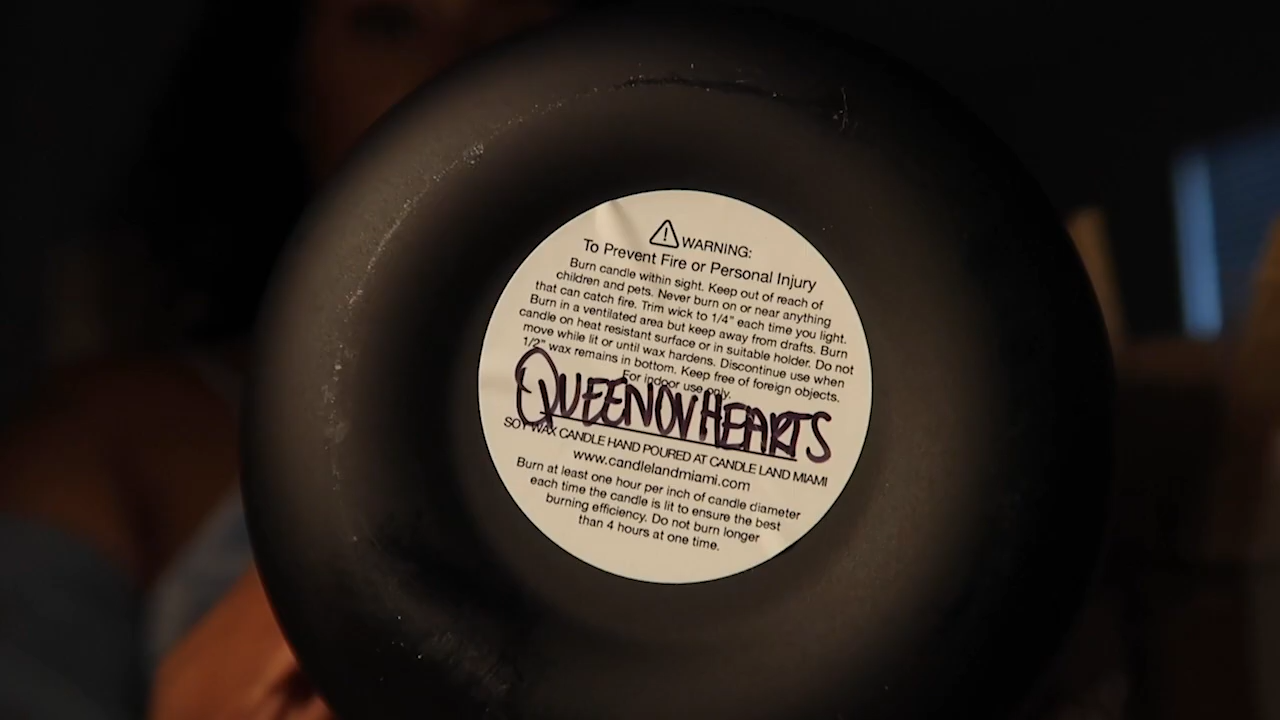 ⚠ WARNING:
To Prevent Fire or Personal Injury
Burn candle within sight. Keep out of reach of
children and pets. Never burn on or near anything
that can catch fire. Trim wick to 1/4" each time you light.
Burn in a ventilated area but keep away from drafts. Burn
candle on heat resistant surface or in suitable holder. Do not
move while lit or until wax hardens. Discontinue use when
1/2" wax remains in bottom. Keep free of foreign objects.
For indoor use only.
QUEENOVHEARTS
SOY WAX CANDLE HAND POURED AT CANDLE LAND MIAMI
www.candlelandmiami.com
Burn at least one hour per inch of candle diameter
each time the candle is lit to ensure the best
burning efficiency. Do not burn longer
than 4 hours at one time.